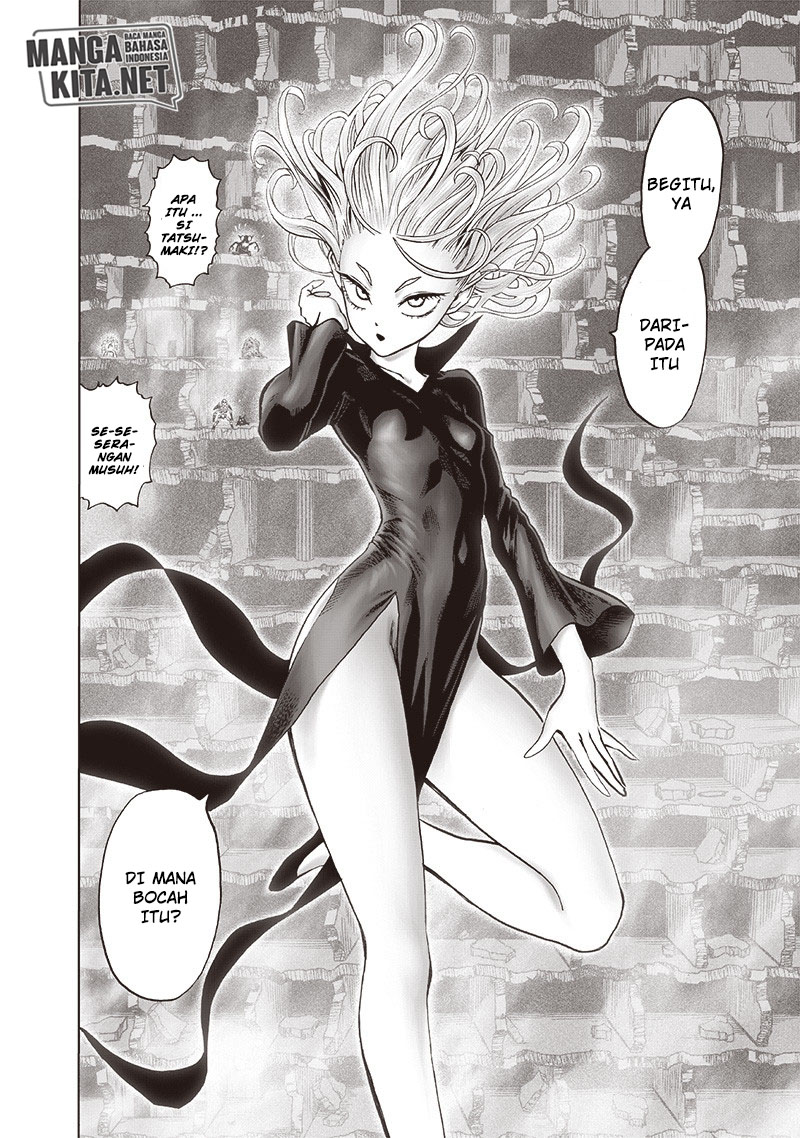 MANGA
KITA.NET
BACA MANGA
BAHASA
INDONESIA
BEGITU,
YA
DARI-
PADA
ITU
APA
ITU ...
SI
TATSU-
MAKI!?
SE-SE-
SERA-
NGAN
MUSUH!
DI MANA
BOCAH
ITU?